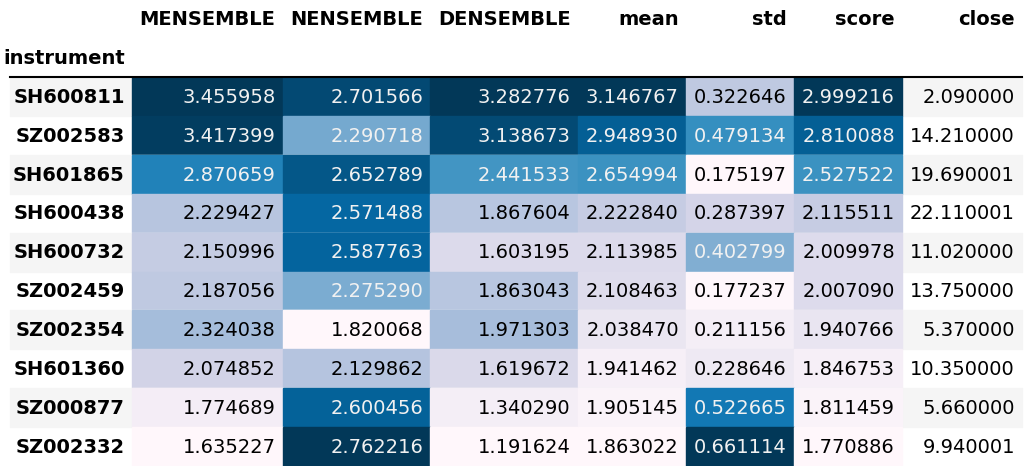 MENSEMBLE NENSEMBLE DENSEMBLE mean std score close
instrument
SH600811 3.455958 2.701566 3.282776 3.146767 0.322646 2.999216 2.090000
SZ002583 3.417399 2.290718 3.138673 2.948930 0.479134 2.810088 14.210000
SH601865 2.870659 2.652789 2.441533 2.654994 0.175197 2.527522 19.690001
SH600438 2.229427 2.571488 1.867604 2.222840 0.287397 2.115511 22.110001
SH600732 2.150996 2.587763 1.603195 2.113985 0.402799 2.009978 11.020000
SZ002459 2.187056 2.275290 1.863043 2.108463 0.177237 2.007090 13.750000
SZ002354 2.324038 1.820068 1.971303 2.038470 0.211156 1.940766 5.370000
SH601360 2.074852 2.129862 1.619672 1.941462 0.228646 1.846753 10.350000
SZ000877 1.774689 2.600456 1.340290 1.905145 0.522665 1.811459 5.660000
SZ002332 1.635227 2.762216 1.191624 1.863022 0.661114 1.770886 9.940001